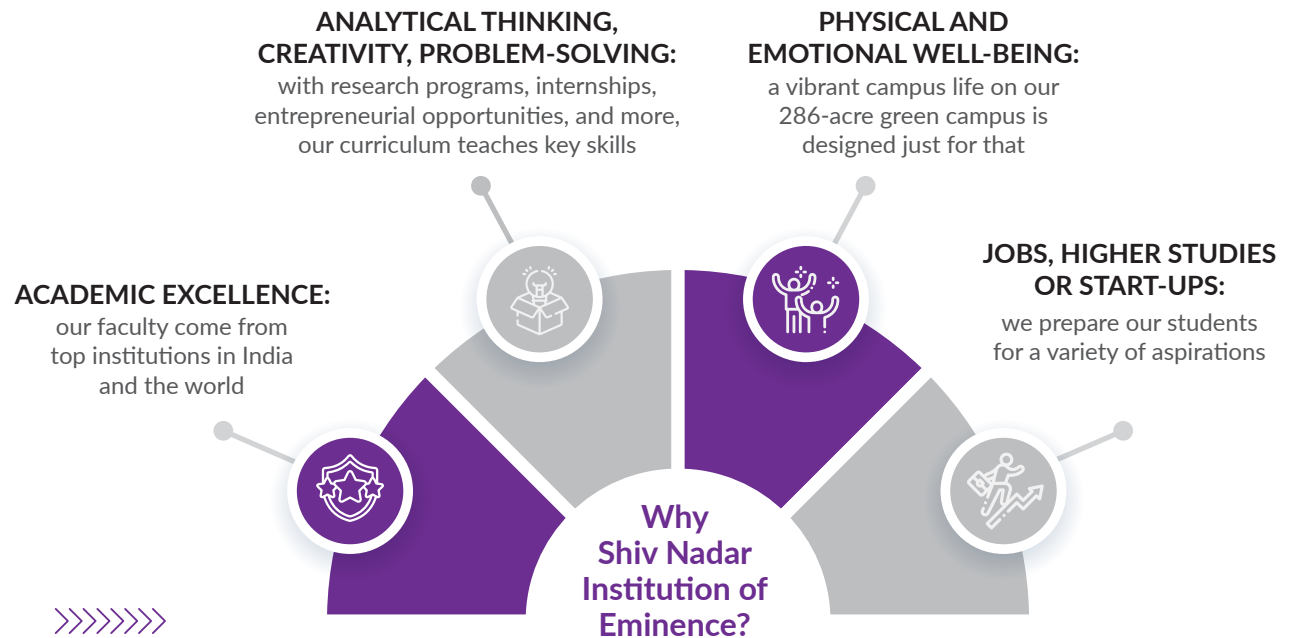 ANALYTICAL THINKING,
CREATIVITY, PROBLEM-SOLVING:
with research programs, internships,
entrepreneurial opportunities, and more,
our curriculum teaches key skills
PHYSICAL AND
EMOTIONAL WELL-BEING:
a vibrant campus life on our
286-acre green campus is
designed just for that
ACADEMIC EXCELLENCE:
our faculty come from
top institutions in India
and the world
JOBS, HIGHER STUDIES
OR START-UPS:
we prepare our students
for a variety of aspirations
Why
Shiv Nadar
Institution of
Eminence?